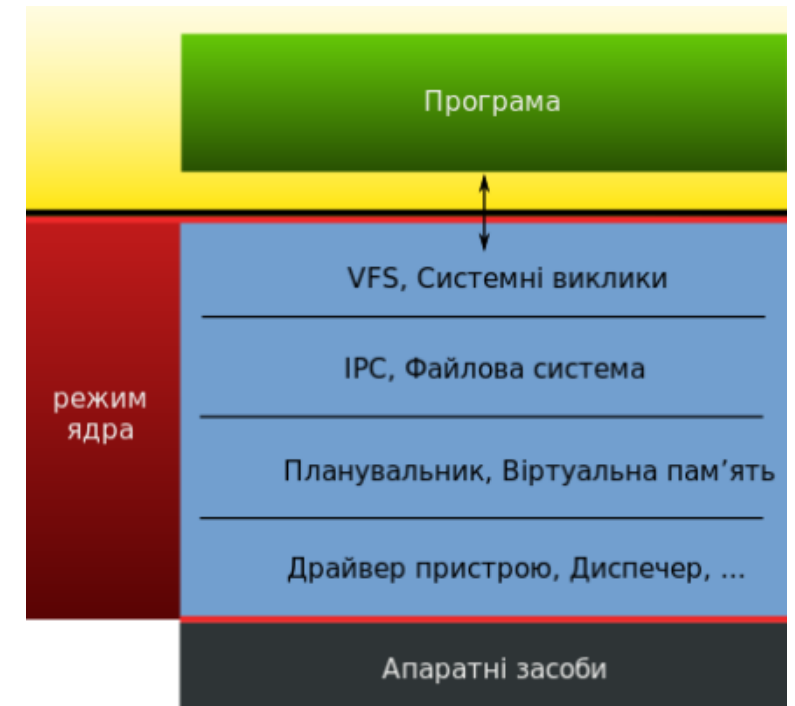 Програма
VFS, Системні виклики
IPC, Файлова система
режим
ядра
Планувальник, Віртуальна пам’ять
Драйвер пристрою, Диспечер, ...
Апаратні засоби